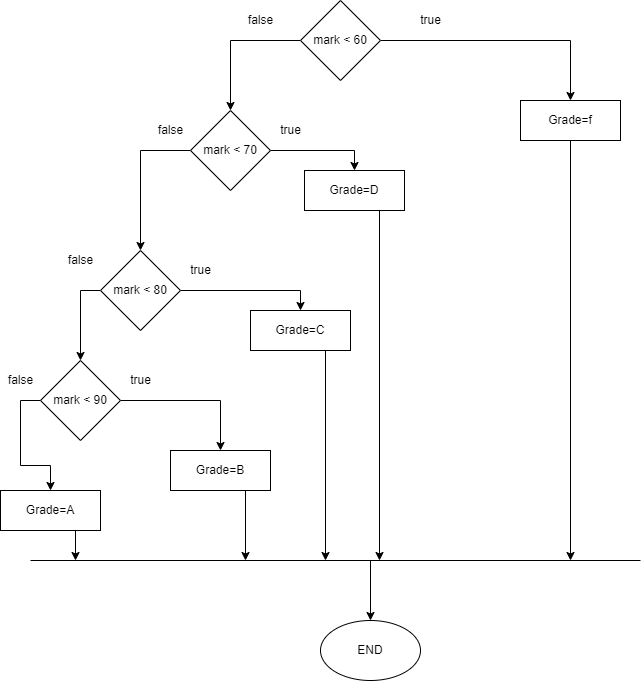 false
true
mark < 60
Grade=f
false
true
mark < 70
Grade=D
false
true
mark < 80
Grade=C
false
true
mark < 90
Grade=B
Grade=A
END